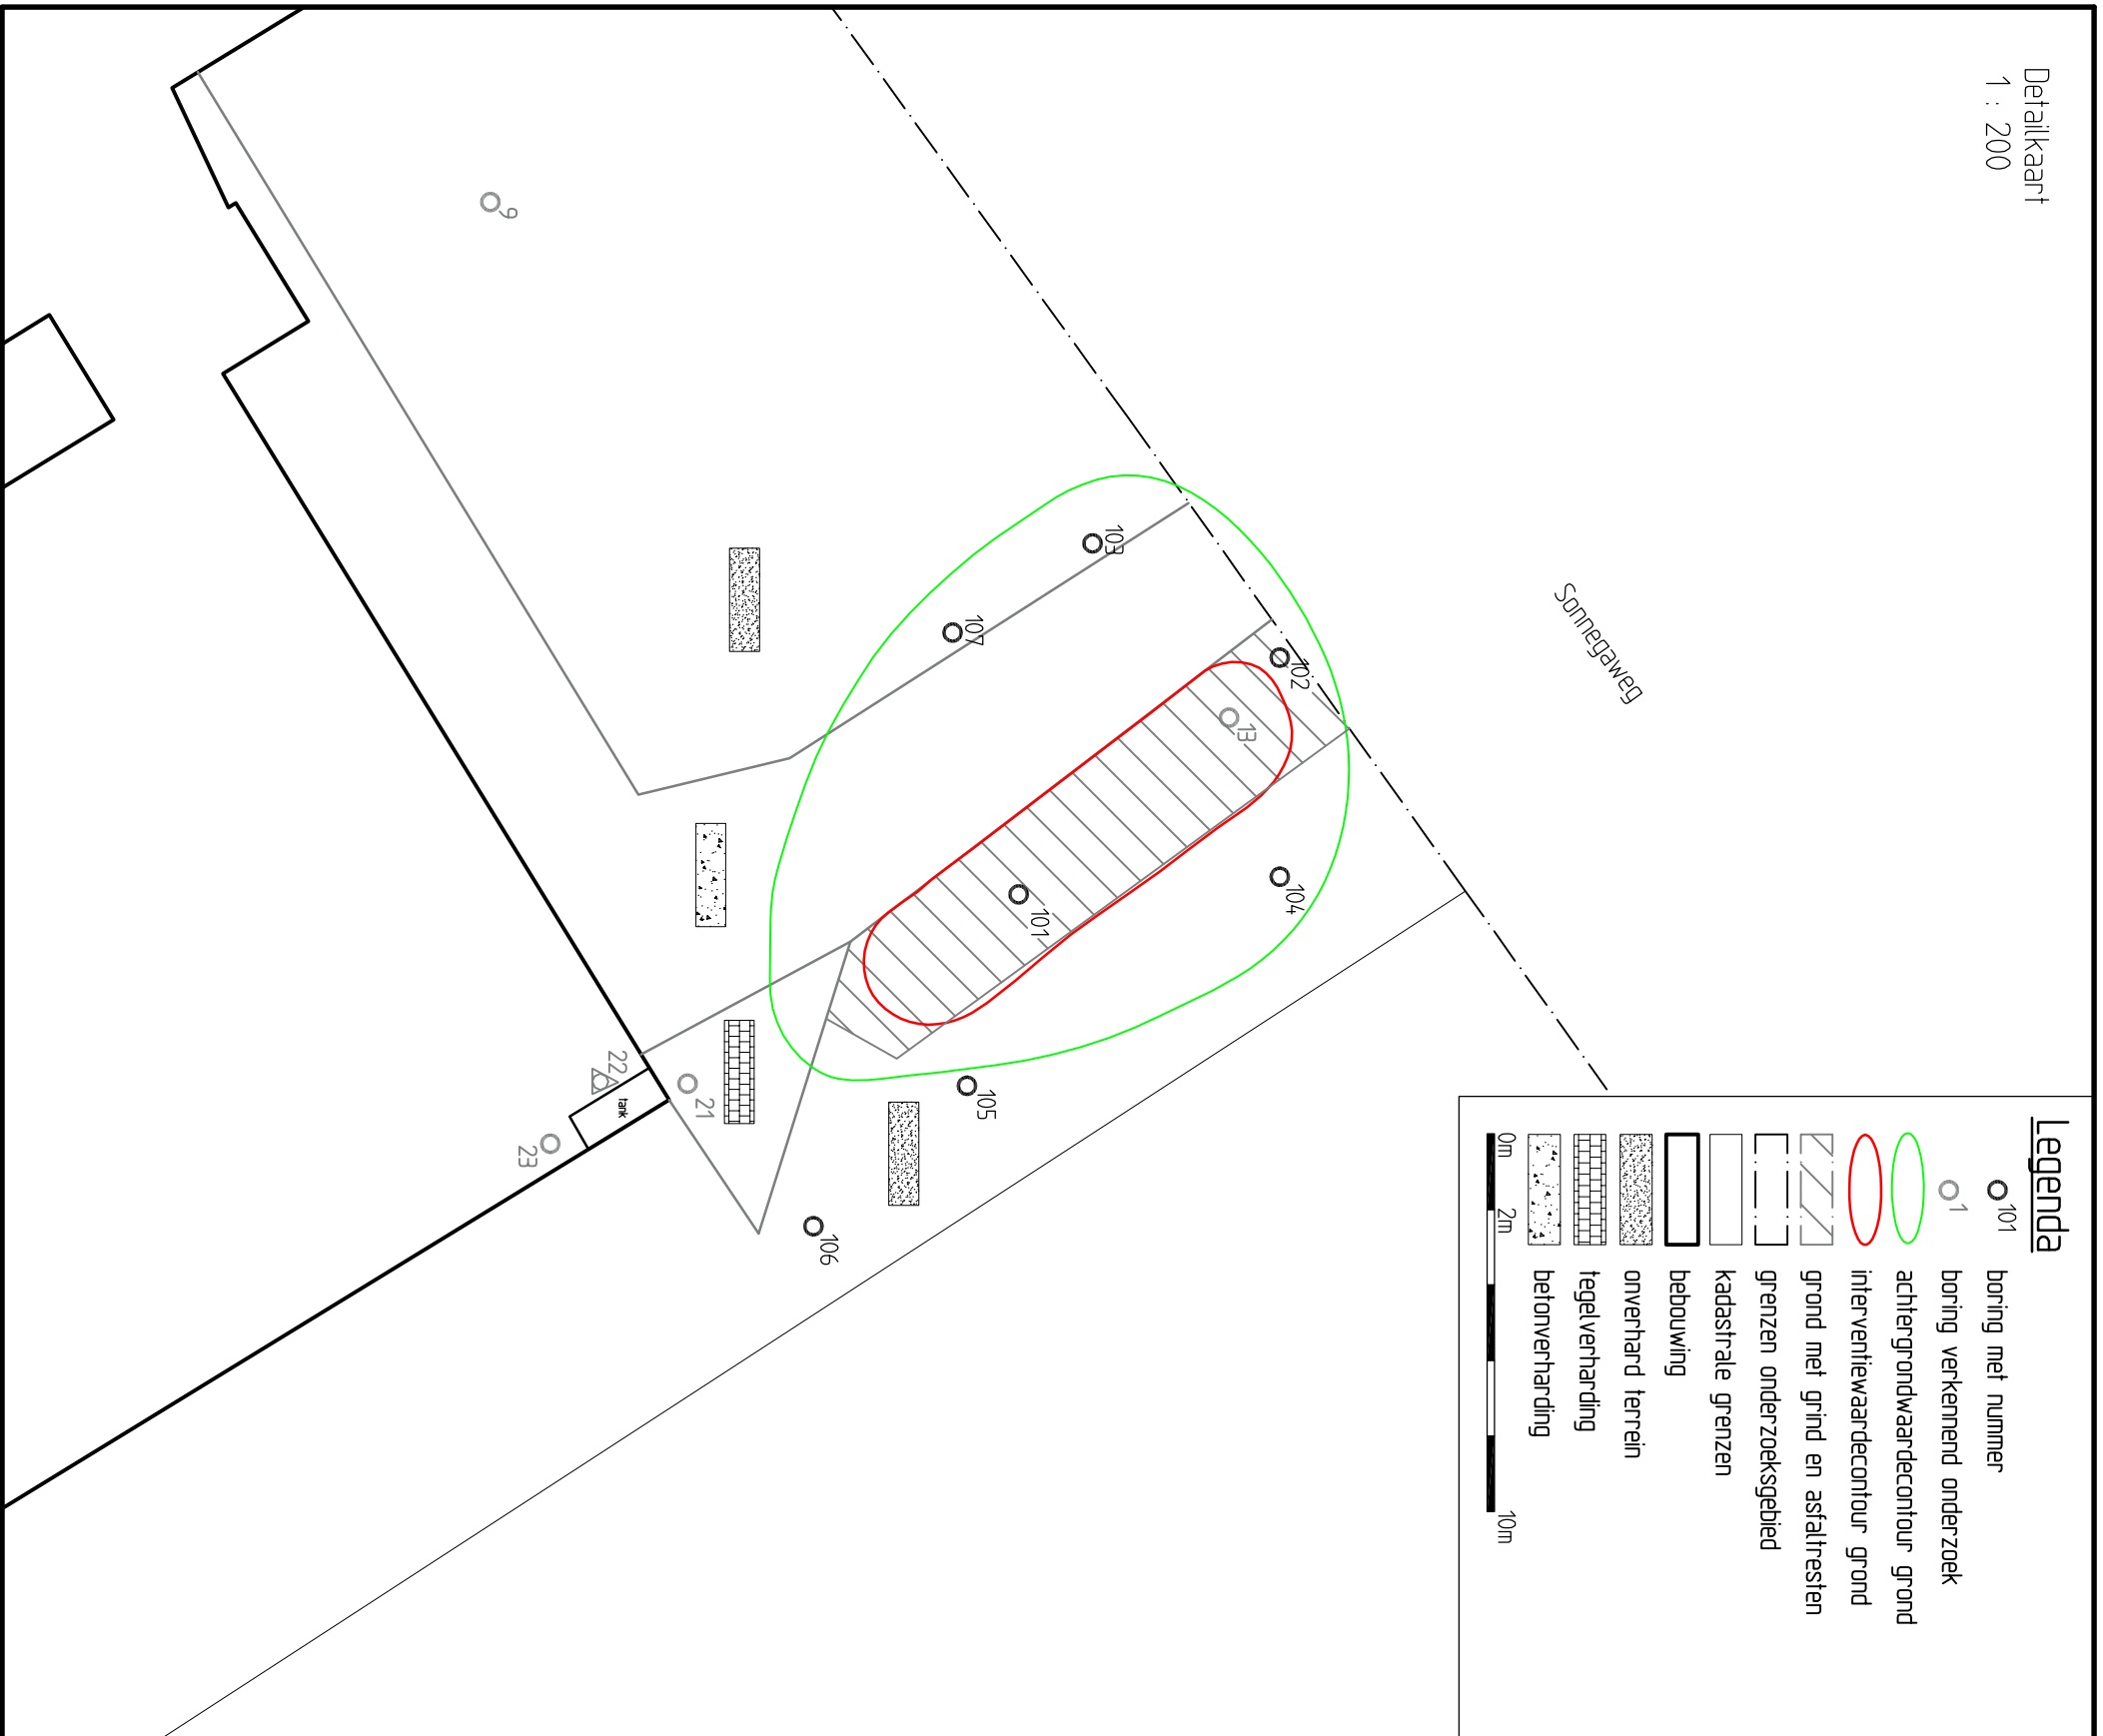 Detailkaart
1 : 200
Sonnegaweg
9
103
107
102
13
104
101
105
106
21
22
23
tank
Legenda
101 boring met nummer
1 boring verkennend onderzoek
achtergrondwaardecontour grond
interventiewaardecontour grond
grond met grind en asfaltresten
grenzen onderzoeksgebied
kadastrale grenzen
bebouwing
onverhard terrein
tegelverharding
betonverharding
0m 2m 10m